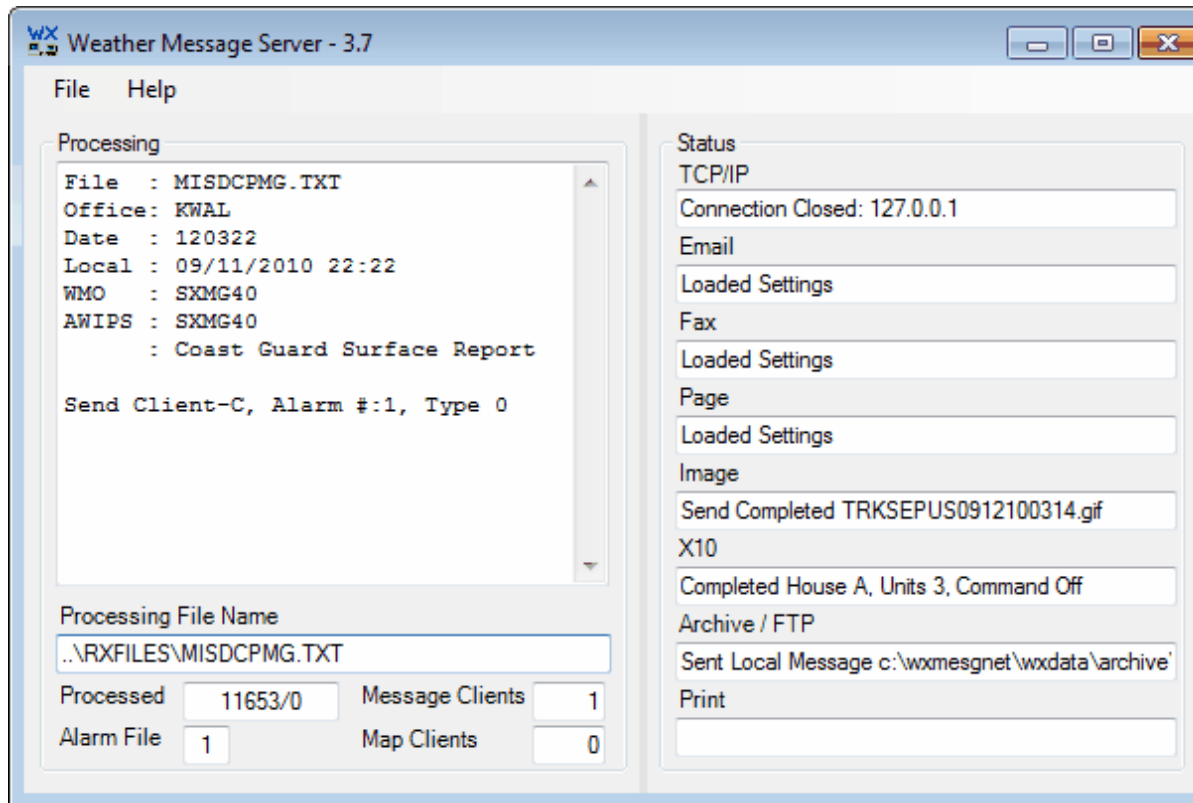 WX
Weather Message Server - 3.7
File Help
Processing
File  : MISDCPMG.TXT
Office: KWAL
Date  : 120322
Local : 09/11/2010 22:22
WMO   : SXMG40
AWIPS : SXMG40
      : Coast Guard Surface Report
Send Client-C, Alarm #:1, Type 0
Processing File Name
..\RXFILES\MISDCPMG.TXT
Processed 11653/0 Message Clients 1
Alarm File 1 Map Clients 0
Status
TCP/IP
Connection Closed: 127.0.0.1
Email
Loaded Settings
Fax
Loaded Settings
Page
Loaded Settings
Image
Send Completed TRKSEPUS0912100314.gif
X10
Completed House A, Units 3, Command Off
Archive / FTP
Sent Local Message c:\wxmesgnet\wxdata\archive
Print